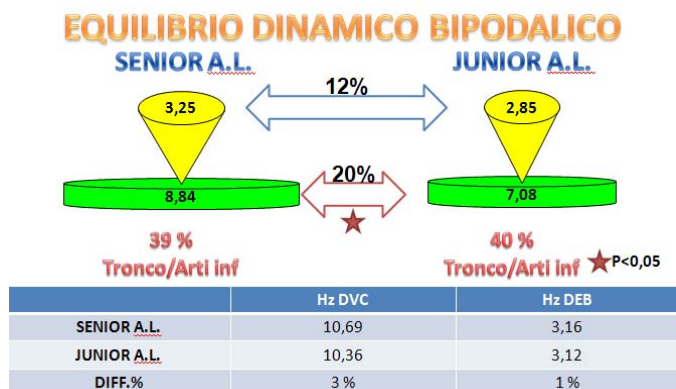 EQUILIBRIO DINAMICO BIPODALICO
SENIOR A.L. JUNIOR A.L.
12%
3,25 2,85
20%
8,84 7,08
39 % 40 %
Tronco/Arti inf Tronco/Arti inf P<0,05
Hz DVC Hz DEB
SENIOR A.L. 10,69 3,16
JUNIOR A.L. 10,36 3,12
DIFF.% 3 % 1 %